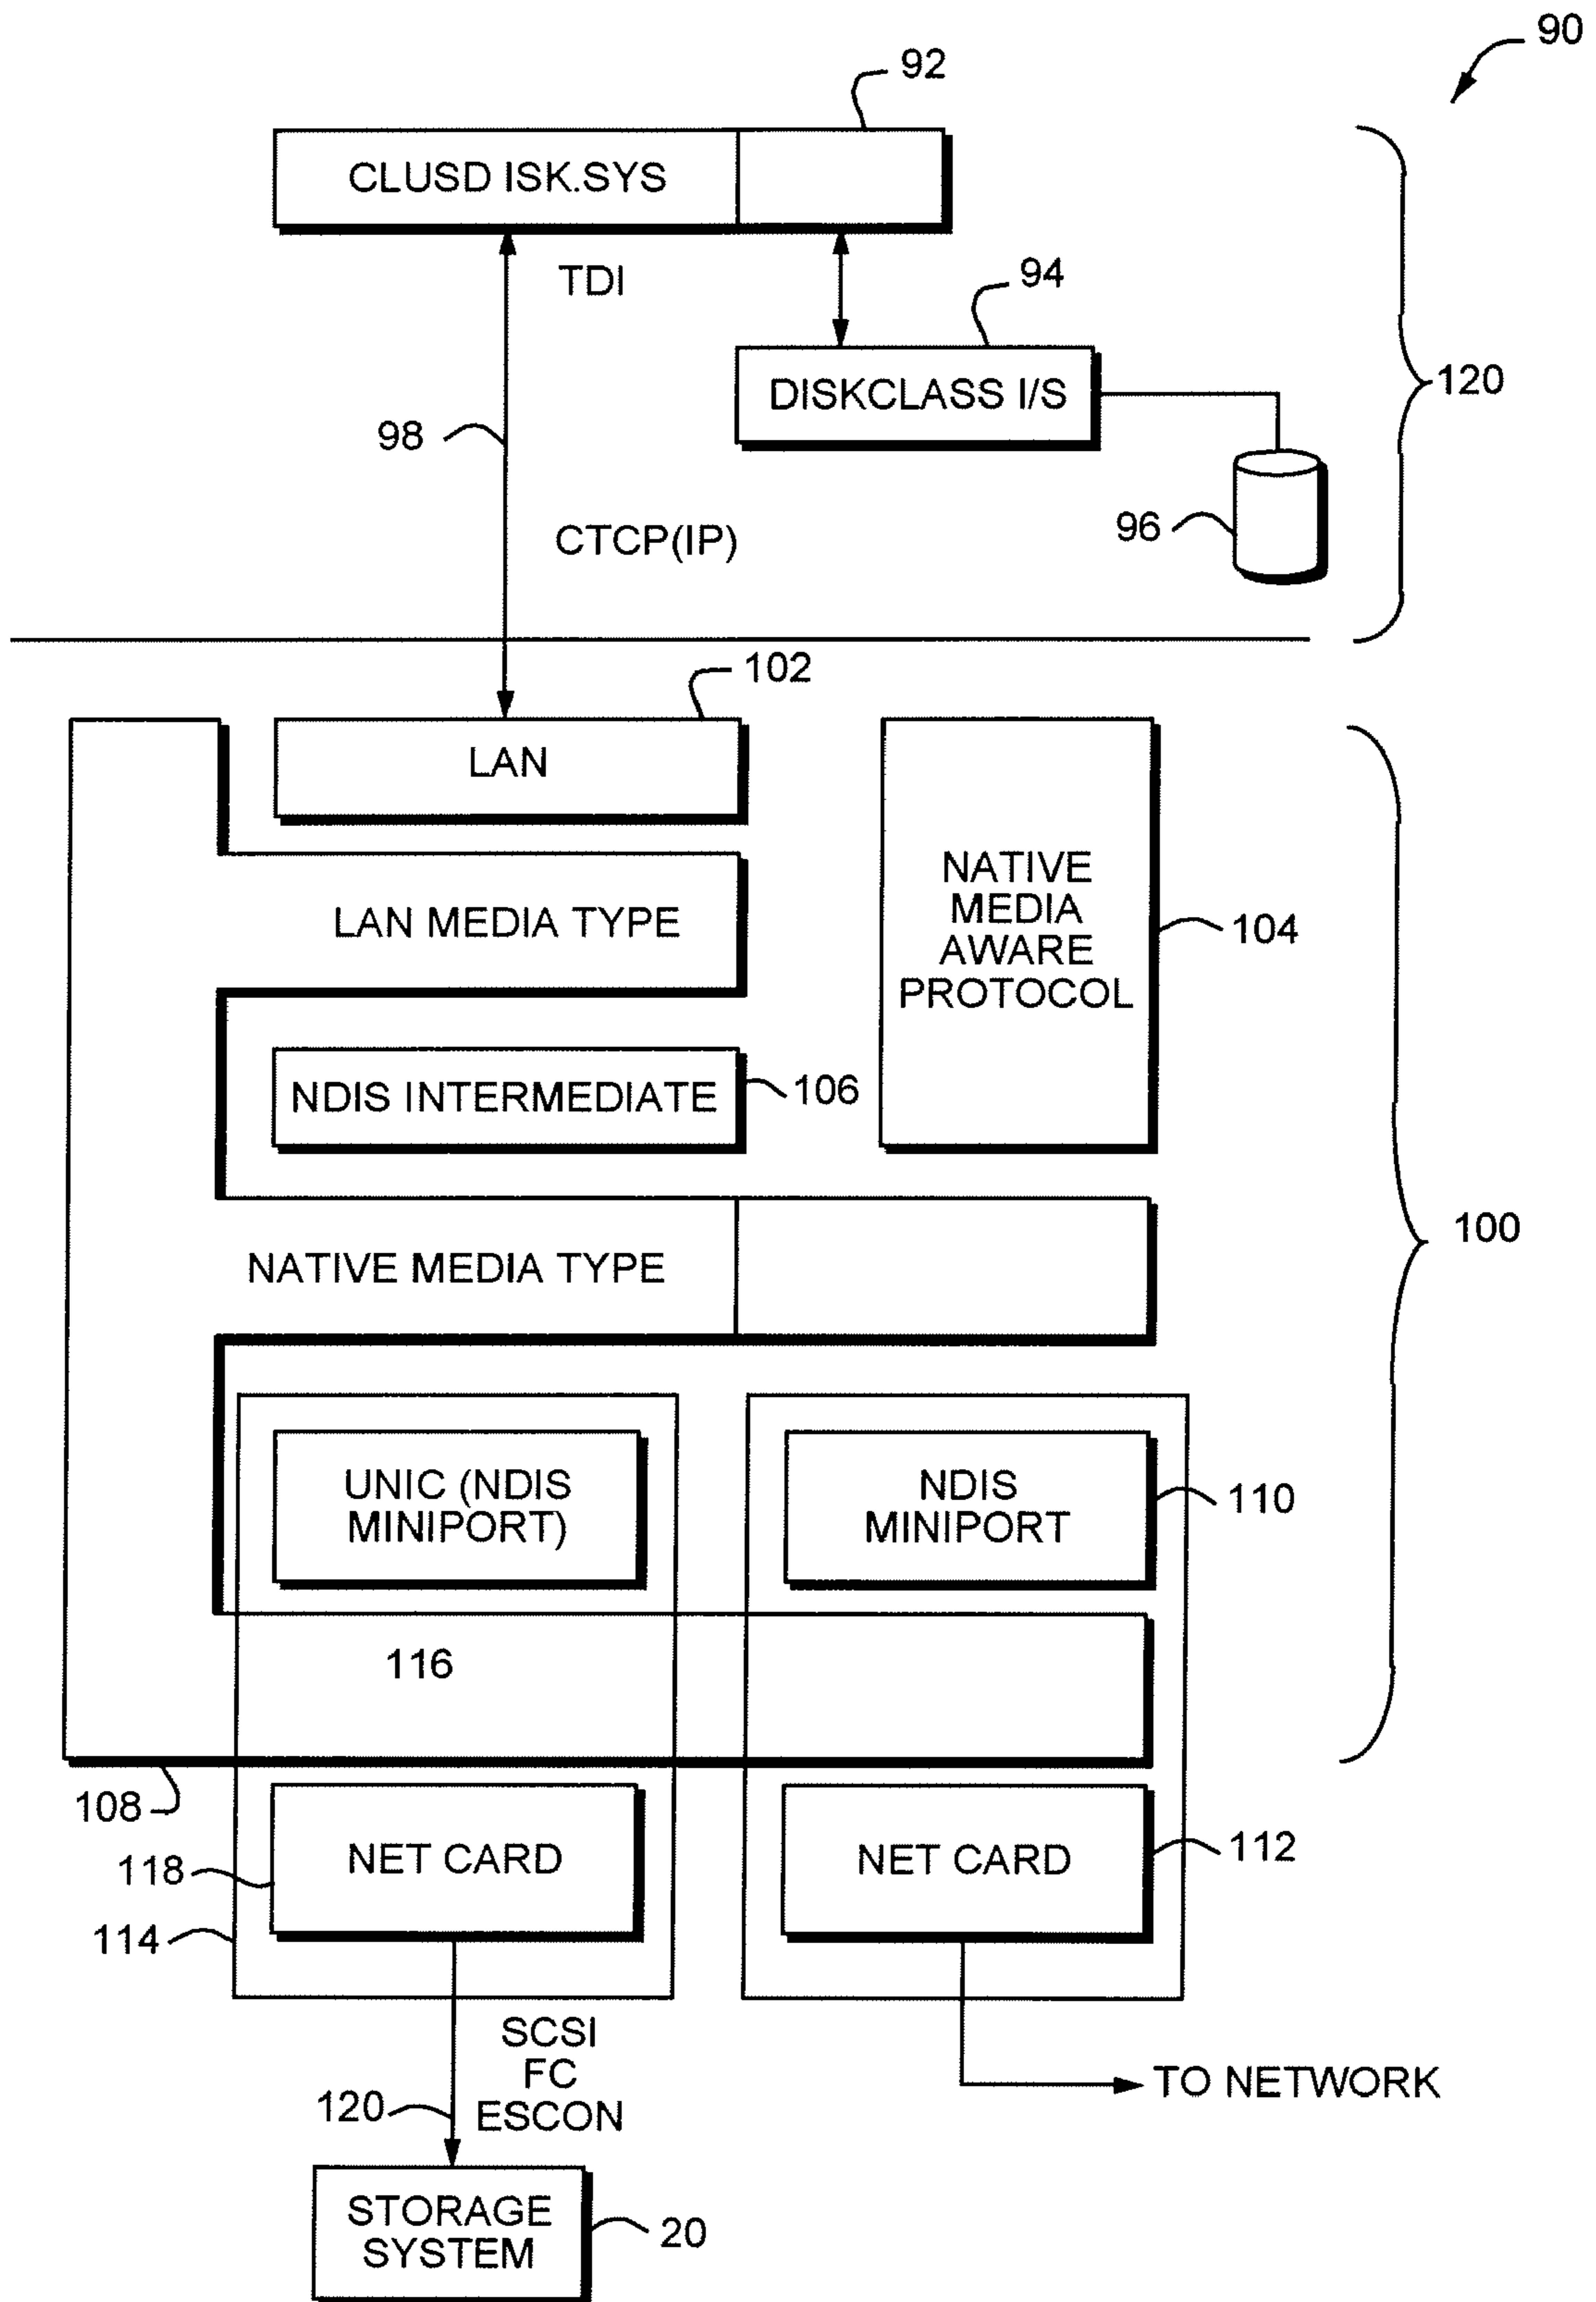 90
92
CLUSD ISK.SYS
TDI
94
DISKCLASS I/S
120
98
96
CTCP(IP)
102
LAN
NATIVE
MEDIA
AWARE
PROTOCOL
104
LAN MEDIA TYPE
NDIS INTERMEDIATE
106
100
NATIVE MEDIA TYPE
UNIC (NDIS
MINIPORT)
NDIS
MINIPORT
110
116
108
NET CARD
118
114
NET CARD
112
SCSI
FC
ESCON
120
TO NETWORK
STORAGE
SYSTEM
20